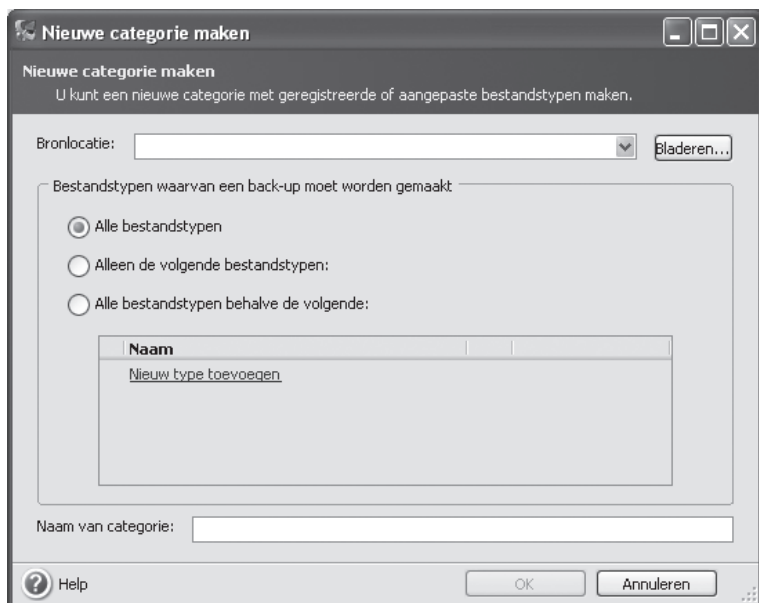 Nieuwe categorie maken
Nieuwe categorie maken
U kunt een nieuwe categorie met geregistreerde of aangepaste bestandstypen maken.
Bronlocatie:
Bladeren...
Bestandstypen waarvan een back-up moet worden gemaakt
Alle bestandstypen
Alleen de volgende bestandstypen:
Alle bestandstypen behalve de volgende:
Naam
Nieuw type toevoegen
Naam van categorie:
? Help
OK
Annuleren